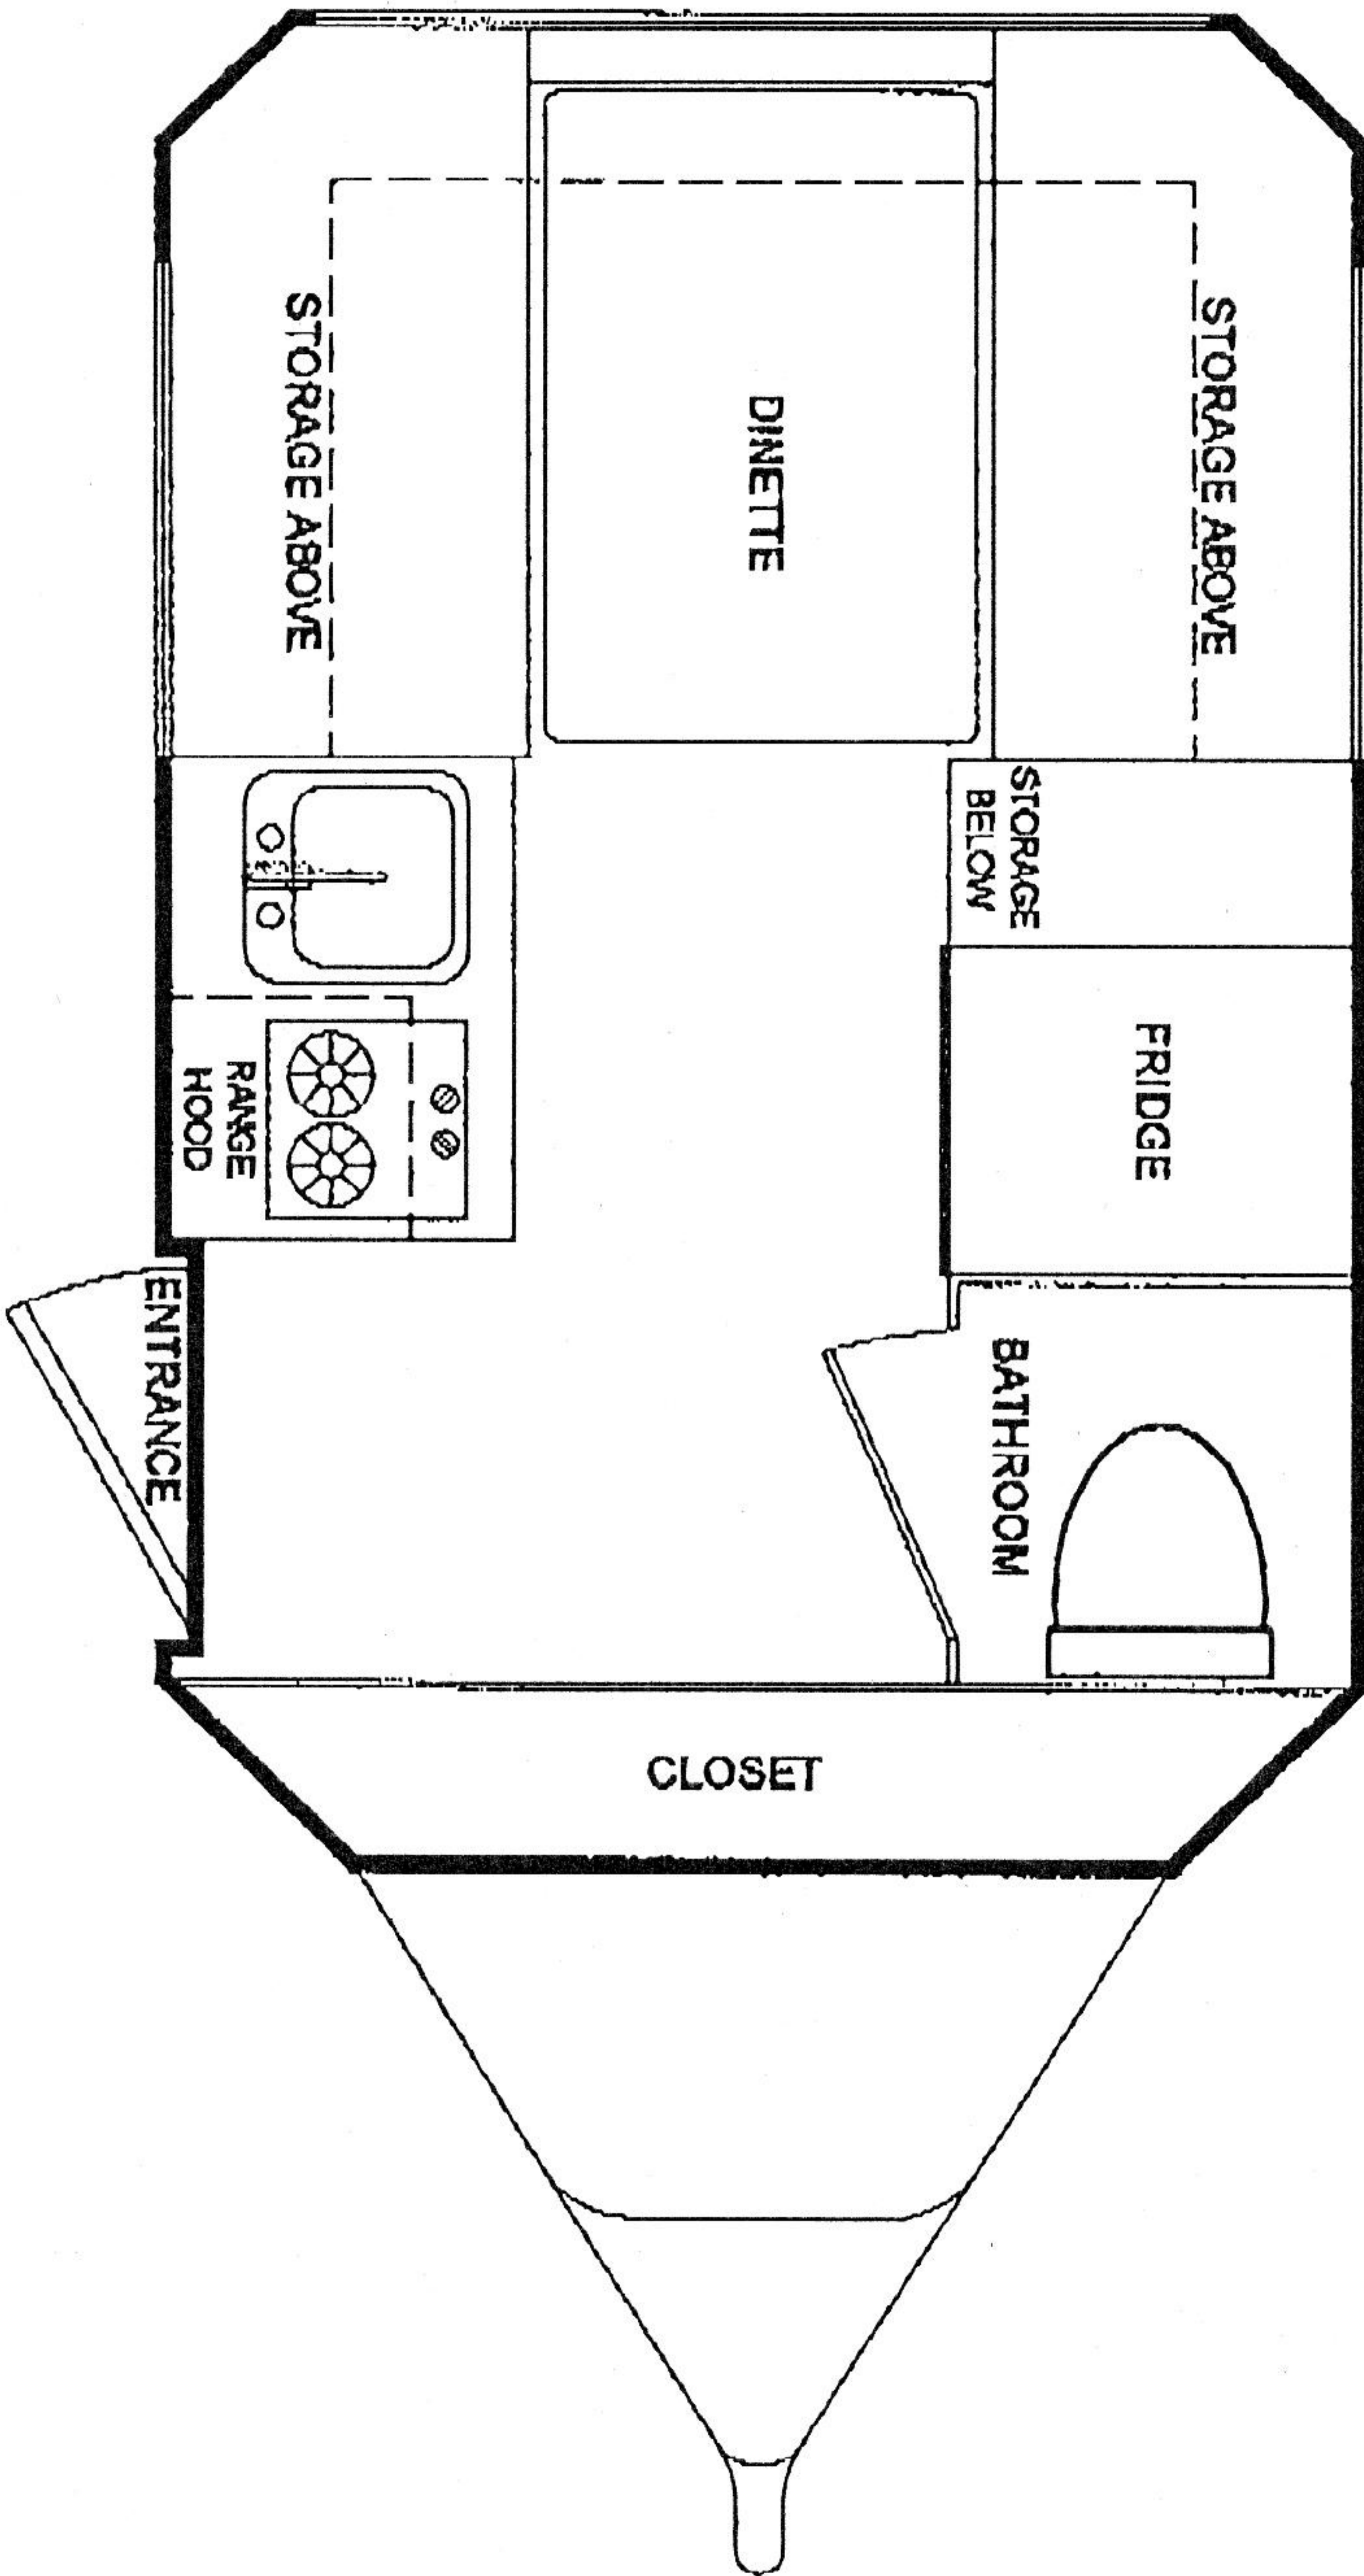 STORAGE ABOVE
DINETTE
STORAGE ABOVE
STORAGE
BELOW
FRIDGE
RANGE
HOOD
BATHROOM
ENTRANCE
CLOSET